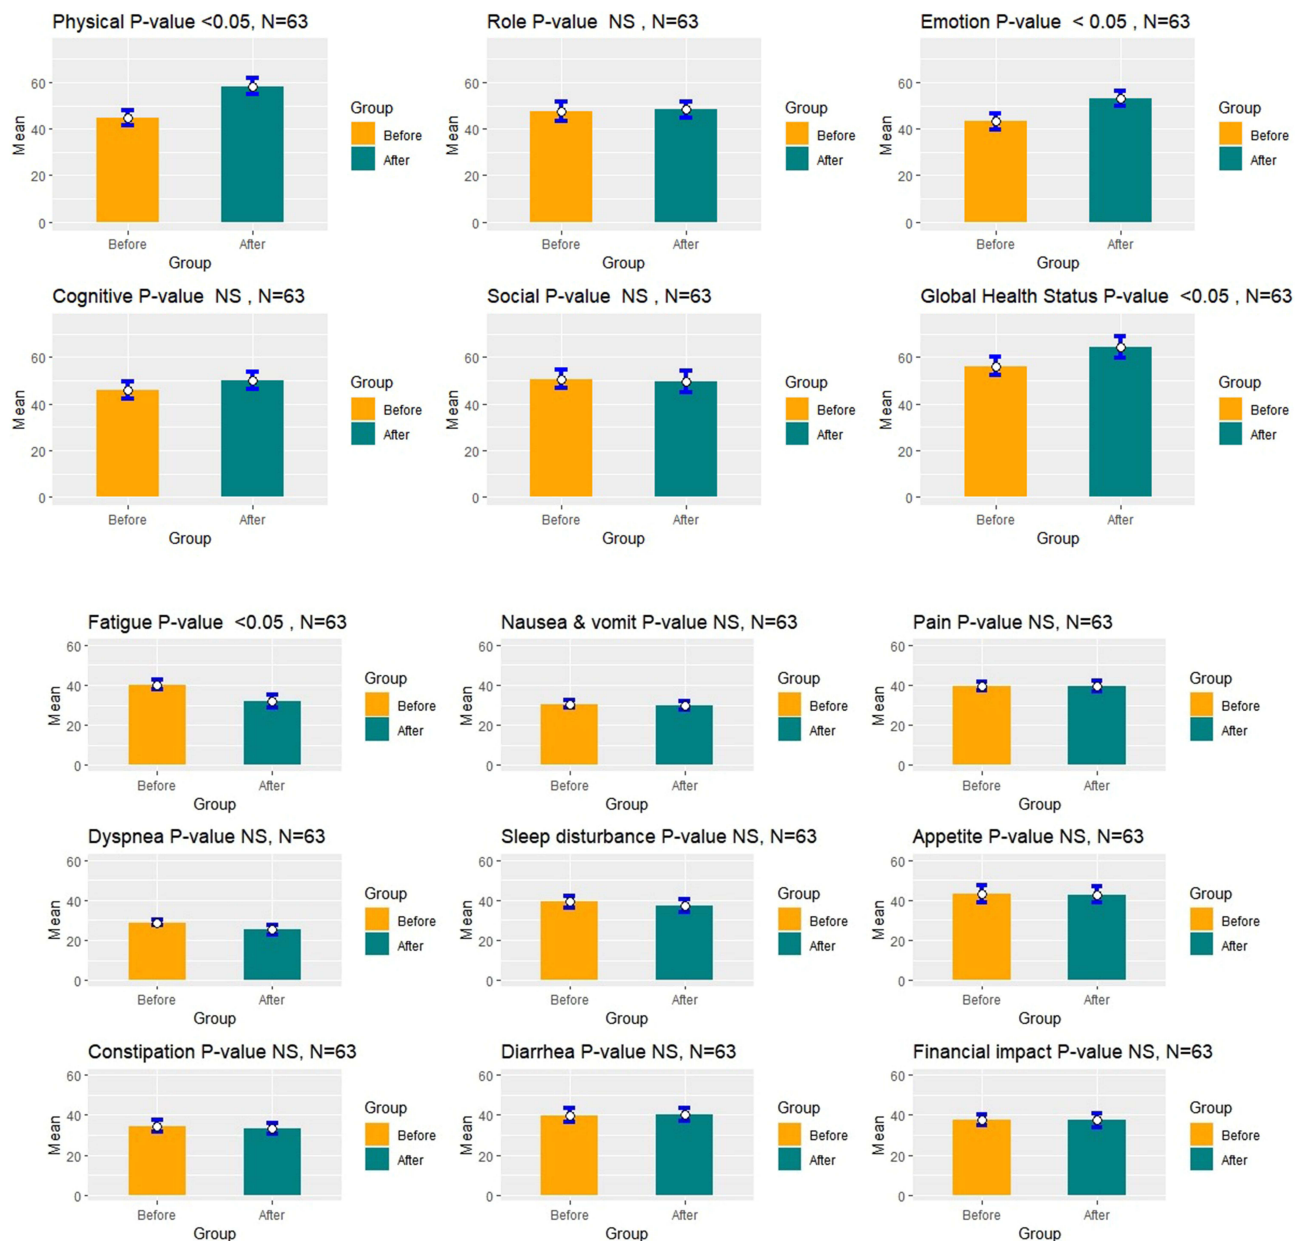 Physical P-value <0.05, N=63
Role P-value NS , N=63
Emotion P-value < 0.05 , N=63
60
40
20
0
Mean
Before
After
Group
Group
Before
After
60
40
20
0
Mean
Before
After
Group
Group
Before
After
60
40
20
0
Mean
Before
After
Group
Group
Before
After
Cognitive P-value NS , N=63
Social P-value NS , N=63
Global Health Status P-value <0.05 , N=63
60
40
20
0
Mean
Before
After
Group
Group
Before
After
60
40
20
0
Mean
Before
After
Group
Group
Before
After
60
40
20
0
Mean
Before
After
Group
Group
Before
After
Fatigue P-value <0.05 , N=63
Nausea & vomit P-value NS, N=63
Pain P-value NS, N=63
60
40
20
0
Mean
Before
After
Group
Group
Before
After
60
40
20
0
Mean
Before
After
Group
Group
Before
After
60
40
20
0
Mean
Before
After
Group
Group
Before
After
Dyspnea P-value NS, N=63
Sleep disturbance P-value NS, N=63
Appetite P-value NS, N=63
60
40
20
0
Mean
Before
After
Group
Group
Before
After
60
40
20
0
Mean
Before
After
Group
Group
Before
After
60
40
20
0
Mean
Before
After
Group
Group
Before
After
Constipation P-value NS, N=63
Diarrhea P-value NS, N=63
Financial impact P-value NS, N=63
60
40
20
0
Mean
Before
After
Group
Group
Before
After
60
40
20
0
Mean
Before
After
Group
Group
Before
After
60
40
20
0
Mean
Before
After
Group
Group
Before
After